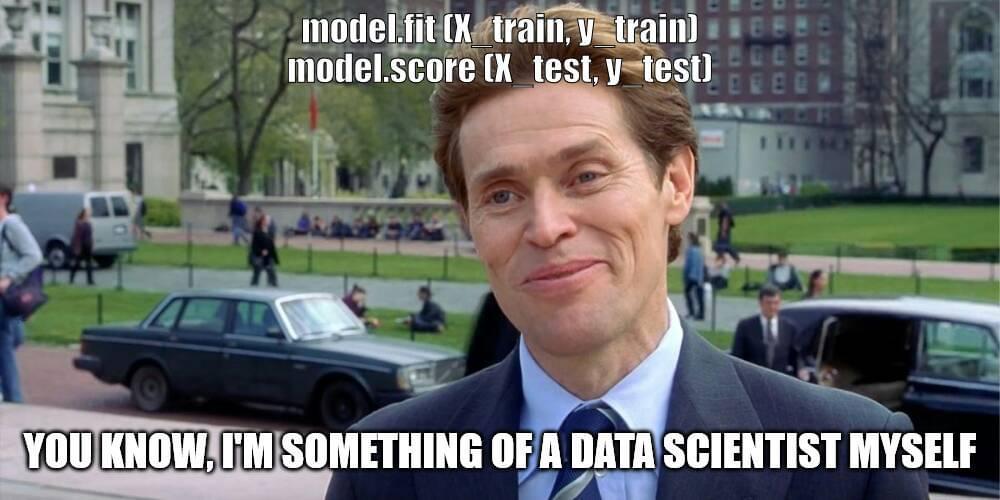 model.fit (X_train, y_train)
model.score (X_test, y_test)
YOU KNOW, I'M SOMETHING OF A DATA SCIENTIST MYSELF